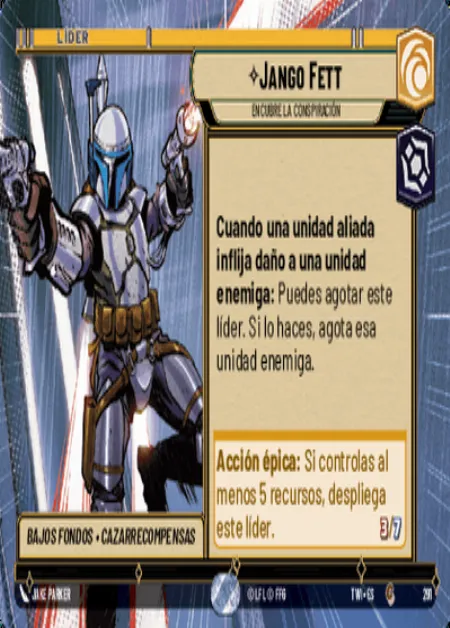 LÍDER
JANGO FETT
ENCUBRE LA CONSPIRACIÓN
Cuando una unidad aliada
inflija daño a una unidad
enemiga: Puedes agotar este
líder. Si lo haces, agota esa
unidad enemiga.
Acción épica: Si controlas al
menos 5 recursos, despliega
este líder.
3/7
BAJOS FONDOS • CAZARRECOMPENSAS
JAKE PARKER
© LFL © FFG
TWI • ES
291